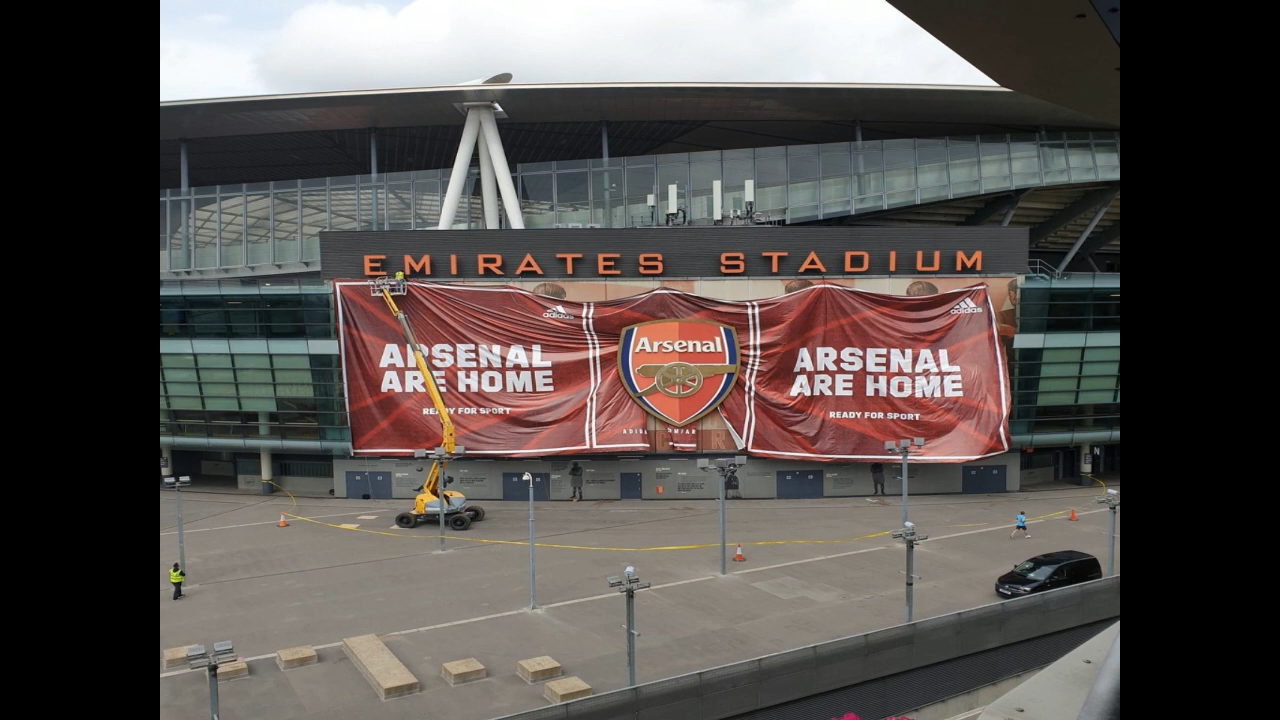 EMIRATES STADIUM
adidas
adidas
ARSENAL
ARE HOME
READY FOR SPORT
Arsenal
ARSENAL
ARE HOME
READY FOR SPORT
N